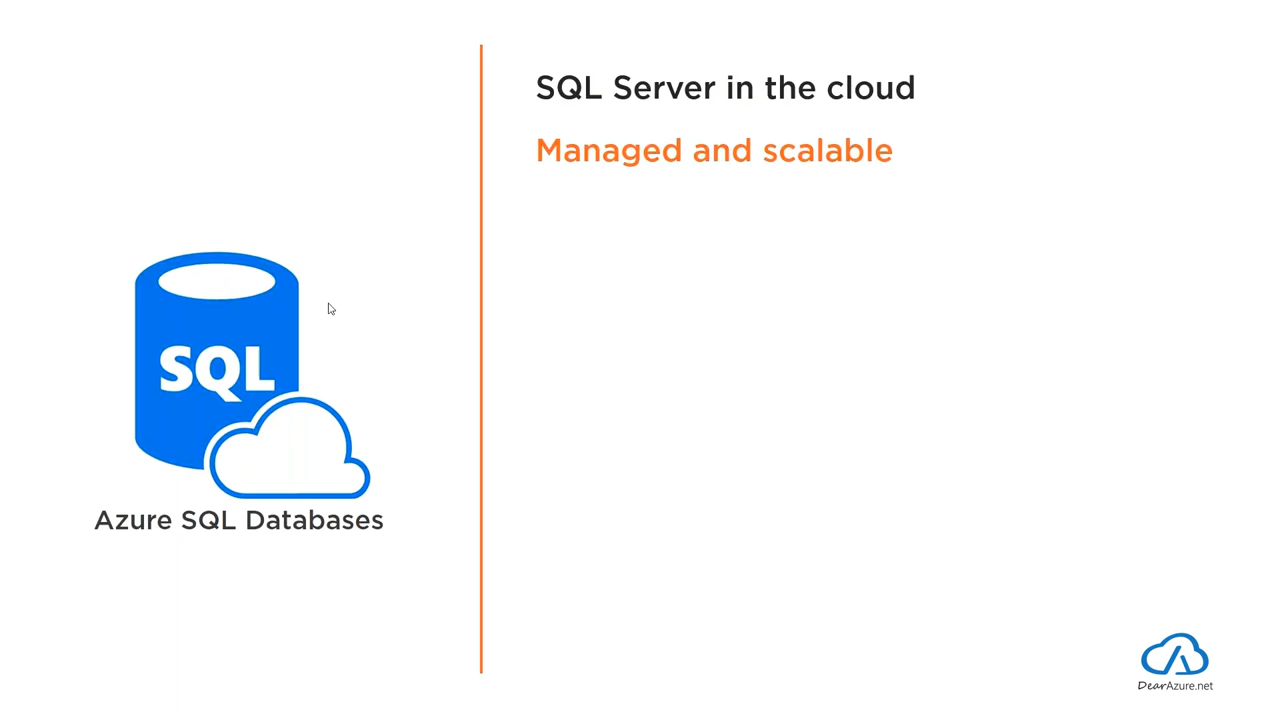 SQL Server in the cloud
Managed and scalable
SQL
Azure SQL Databases
DearAzure.net